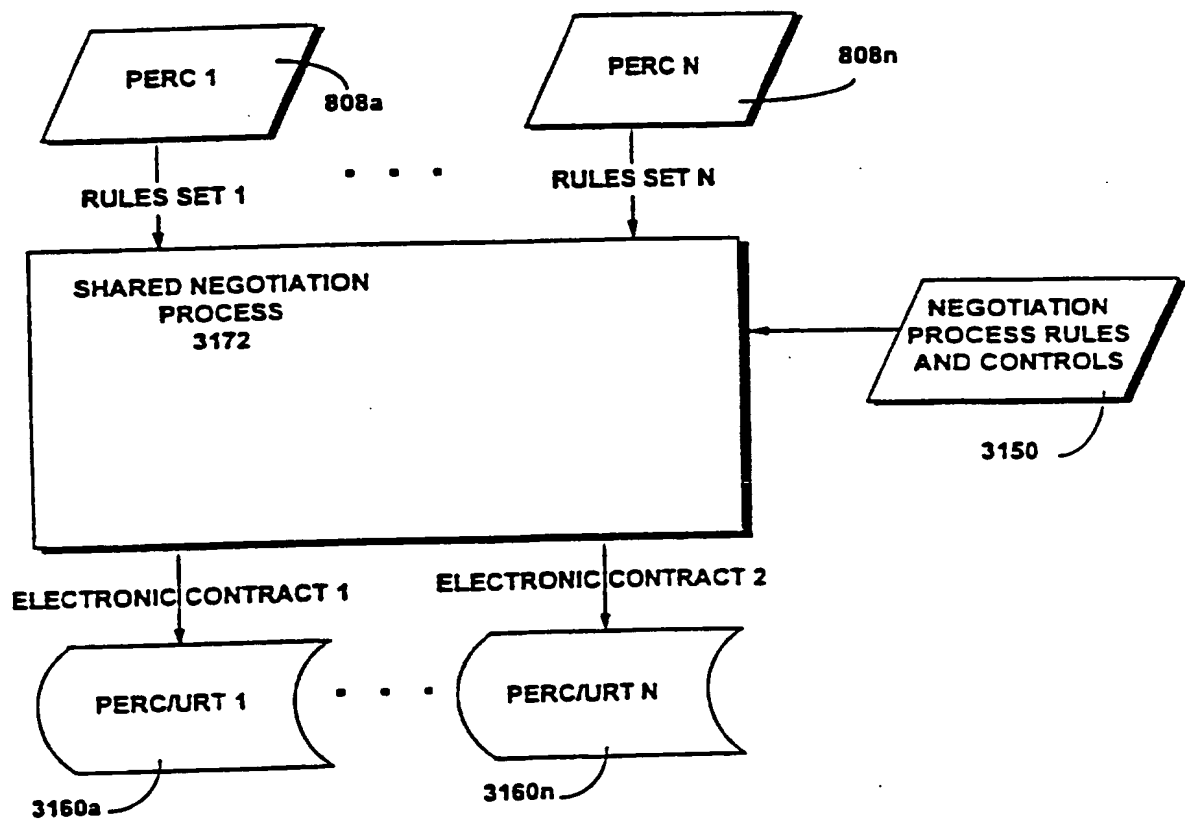 PERC 1
808a
PERC N
808n
RULES SET 1
. . .
RULES SET N
SHARED NEGOTIATION
PROCESS
3172
NEGOTIATION
PROCESS RULES
AND CONTROLS
3150
ELECTRONIC CONTRACT 1
ELECTRONIC CONTRACT 2
PERC/URT 1
. . .
PERC/URT N
3160a
3160n